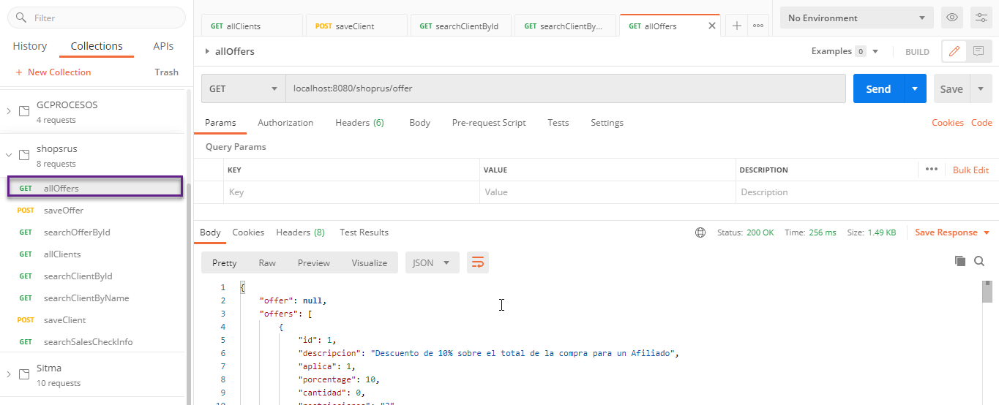 Filter
History Collections APIs
+ New Collection Trash
GCPROCESOS
4 requests
shopsrus
8 requests
GET allOffers
POST saveOffer
GET searchOfferById
GET allClients
GET searchClientById
GET searchClientByName
POST saveClient
GET searchSalesCheckInfo
Sitma
10 requests
GET allClients
POST saveClient
GET searchClientById
GET searchClientBy...
GET allOffers
No Environment
allOffers
Examples 0
BUILD
GET
localhost:8080/shoprus/offer
Send
Save
Params Authorization Headers (6) Body Pre-request Script Tests Settings
Cookies Code
Query Params
KEY VALUE DESCRIPTION
Bulk Edit
Key Value Description
Body Cookies Headers (8) Test Results
Status: 200 OK Time: 256 ms Size: 1.49 KB
Save Response
Pretty Raw Preview Visualize JSON
1 {
2 "offer": null,
3 "offers": [
4 {
5 "id": 1,
6 "descripcion": "Descuento de 10% sobre el total de la compra para un Afiliado",
7 "aplica": 1,
8 "porcentage": 10,
9 "cantidad": 0,